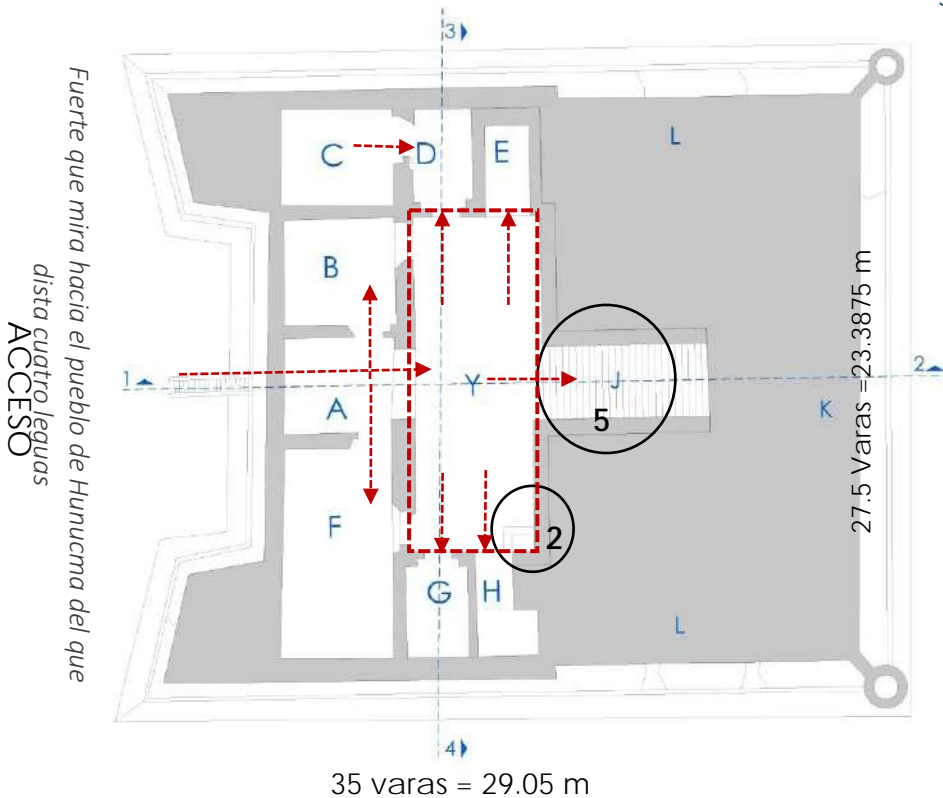 3
C
D
E
L
Fuerte que mira hacia el pueblo de Hunucma del que
dista cuatro leguas
ACCESO
B
27.5 Varas =23.3875 m
1
A
Y
J
K
2
5
F
2
G
H
L
4
35 varas = 29.05 m